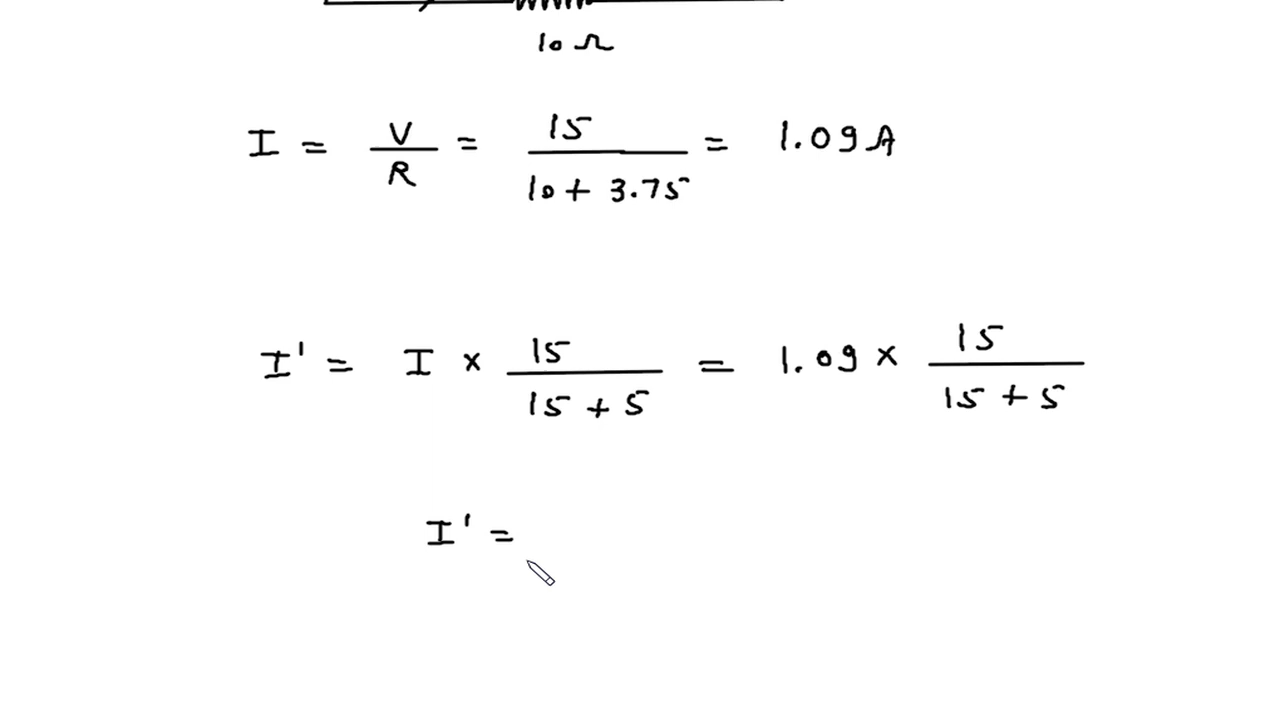 10 Ω
I = V/R = 15/(10 + 3.75) = 1.09 A
I' = I × 15/(15 + 5) = 1.09 × 15/(15 + 5)
I' =